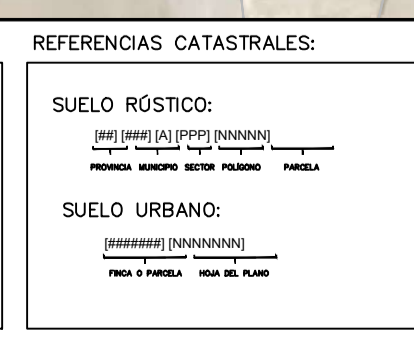 REFERENCIAS CATASTRALES:
SUELO RÚSTICO:
[##] [###] [A] [PPP] [NNNNN]
PROVINCIA MUNICIPIO SECTOR POLÍGONO PARCELA
SUELO URBANO:
[#######] [NNNNNNN]
FINCA O PARCELA HOJA DEL PLANO